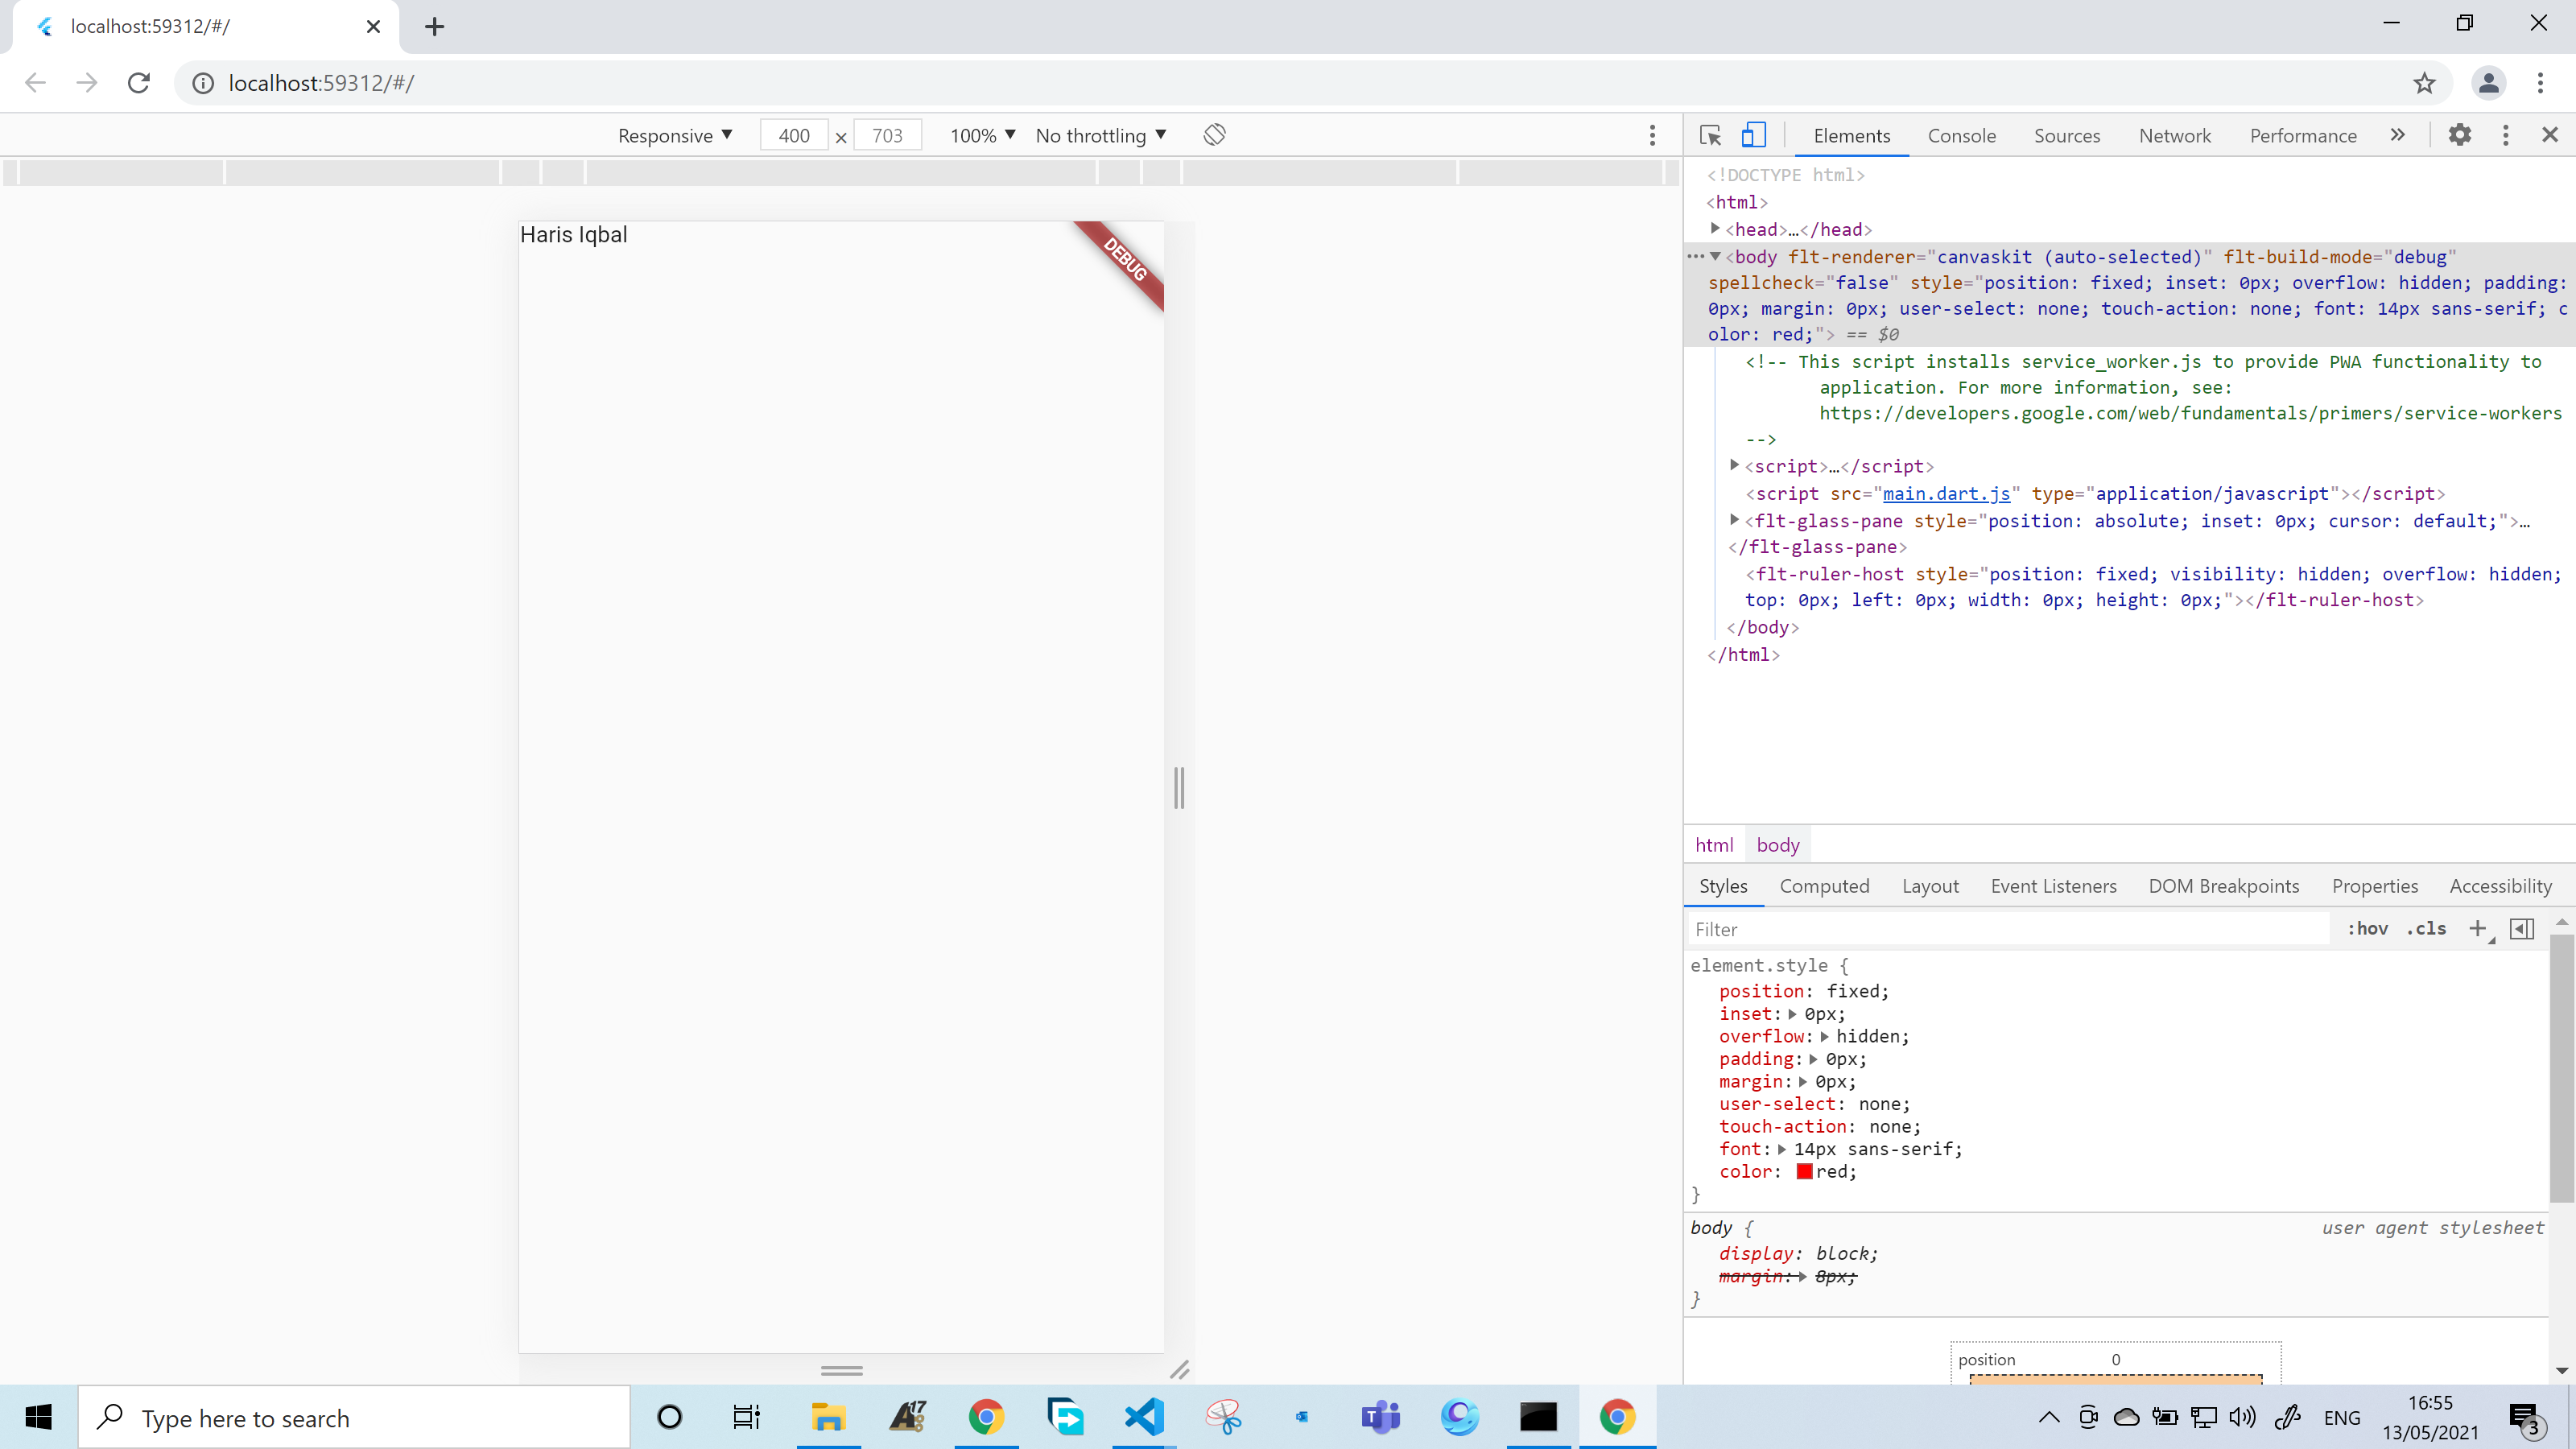 localhost:59312/#/
localhost:59312/#/
Responsive 400 × 703 100% No throttling
Elements Console Sources Network Performance
Haris Iqbal
DEBUG
<!DOCTYPE html>
<html>
<head>…</head>
<body flt-renderer="canvaskit (auto-selected)" flt-build-mode="debug"
spellcheck="false" style="position: fixed; inset: 0px; overflow: hidden; padding:
0px; margin: 0px; user-select: none; touch-action: none; font: 14px sans-serif; c
olor: red;"> == $0
<!-- This script installs service_worker.js to provide PWA functionality to
application. For more information, see:
https://developers.google.com/web/fundamentals/primers/service-workers
-->
<script>…</script>
<script src="main.dart.js" type="application/javascript"></script>
<flt-glass-pane style="position: absolute; inset: 0px; cursor: default;">…
</flt-glass-pane>
<flt-ruler-host style="position: fixed; visibility: hidden; overflow: hidden;
top: 0px; left: 0px; width: 0px; height: 0px;"></flt-ruler-host>
</body>
</html>
html body
Styles Computed Layout Event Listeners DOM Breakpoints Properties Accessibility
Filter :hov .cls
element.style {
position: fixed;
inset: 0px;
overflow: hidden;
padding: 0px;
margin: 0px;
user-select: none;
touch-action: none;
font: 14px sans-serif;
color: red;
}
body { user agent stylesheet
display: block;
margin: 8px;
}
position 0
Type here to search
17
ENG
16:55
13/05/2021
3